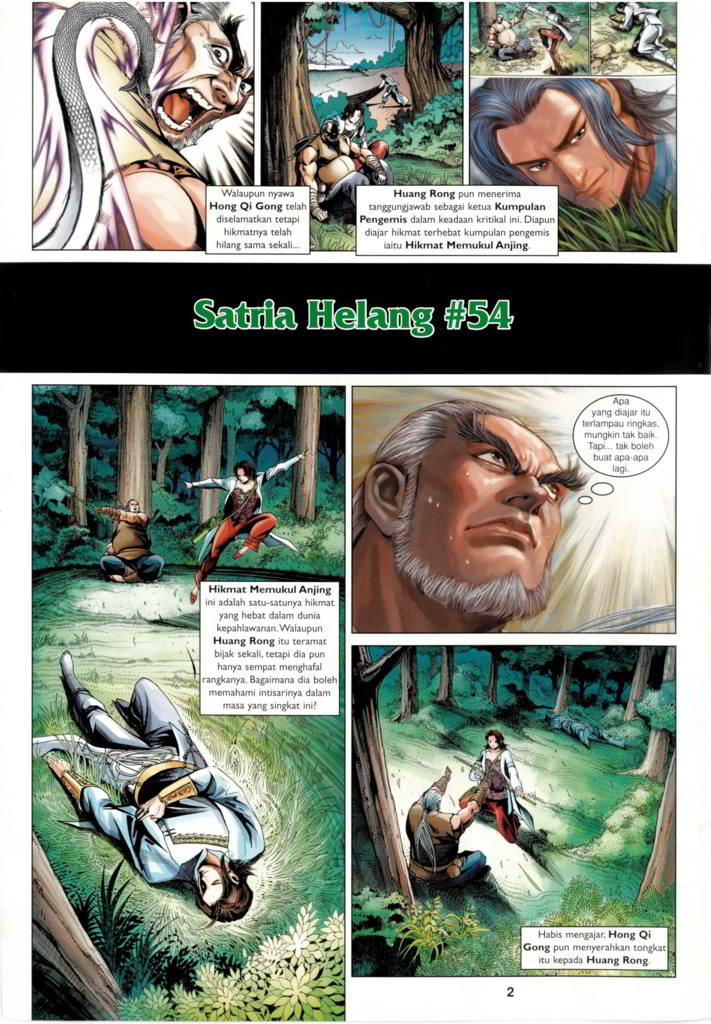 Walaupun nyawa
Hong Qi Gong telah
diselamatkan tetapi
hikmatnya telah
hilang sama sekali...
Huang Rong pun menerima
tanggungjawab sebagai ketua Kumpulan
Pengemis dalam keadaan kritikal ini. Diapun
diajar hikmat terhebat kumpulan pengemis
iaitu Hikmat Memukul Anjing.
Satria Helang #54
Hikmat Memukul Anjing
ini adalah satu-satunya hikmat
yang hebat dalam dunia
kepahlawanan. Walaupun
Huang Rong itu teramat
bijak sekali, tetapi dia pun
hanya sempat menghafal
rangkanya. Bagaimana dia boleh
memahami intisarinya dalam
masa yang singkat ini?
Apa
yang diajar itu
terlampau ringkas,
mungkin tak baik.
Tapi... tak boleh
buat apa-apa
lagi.
Habis mengajar, Hong Qi
Gong pun menyerahkan tongkat
itu kepada Huang Rong.
2